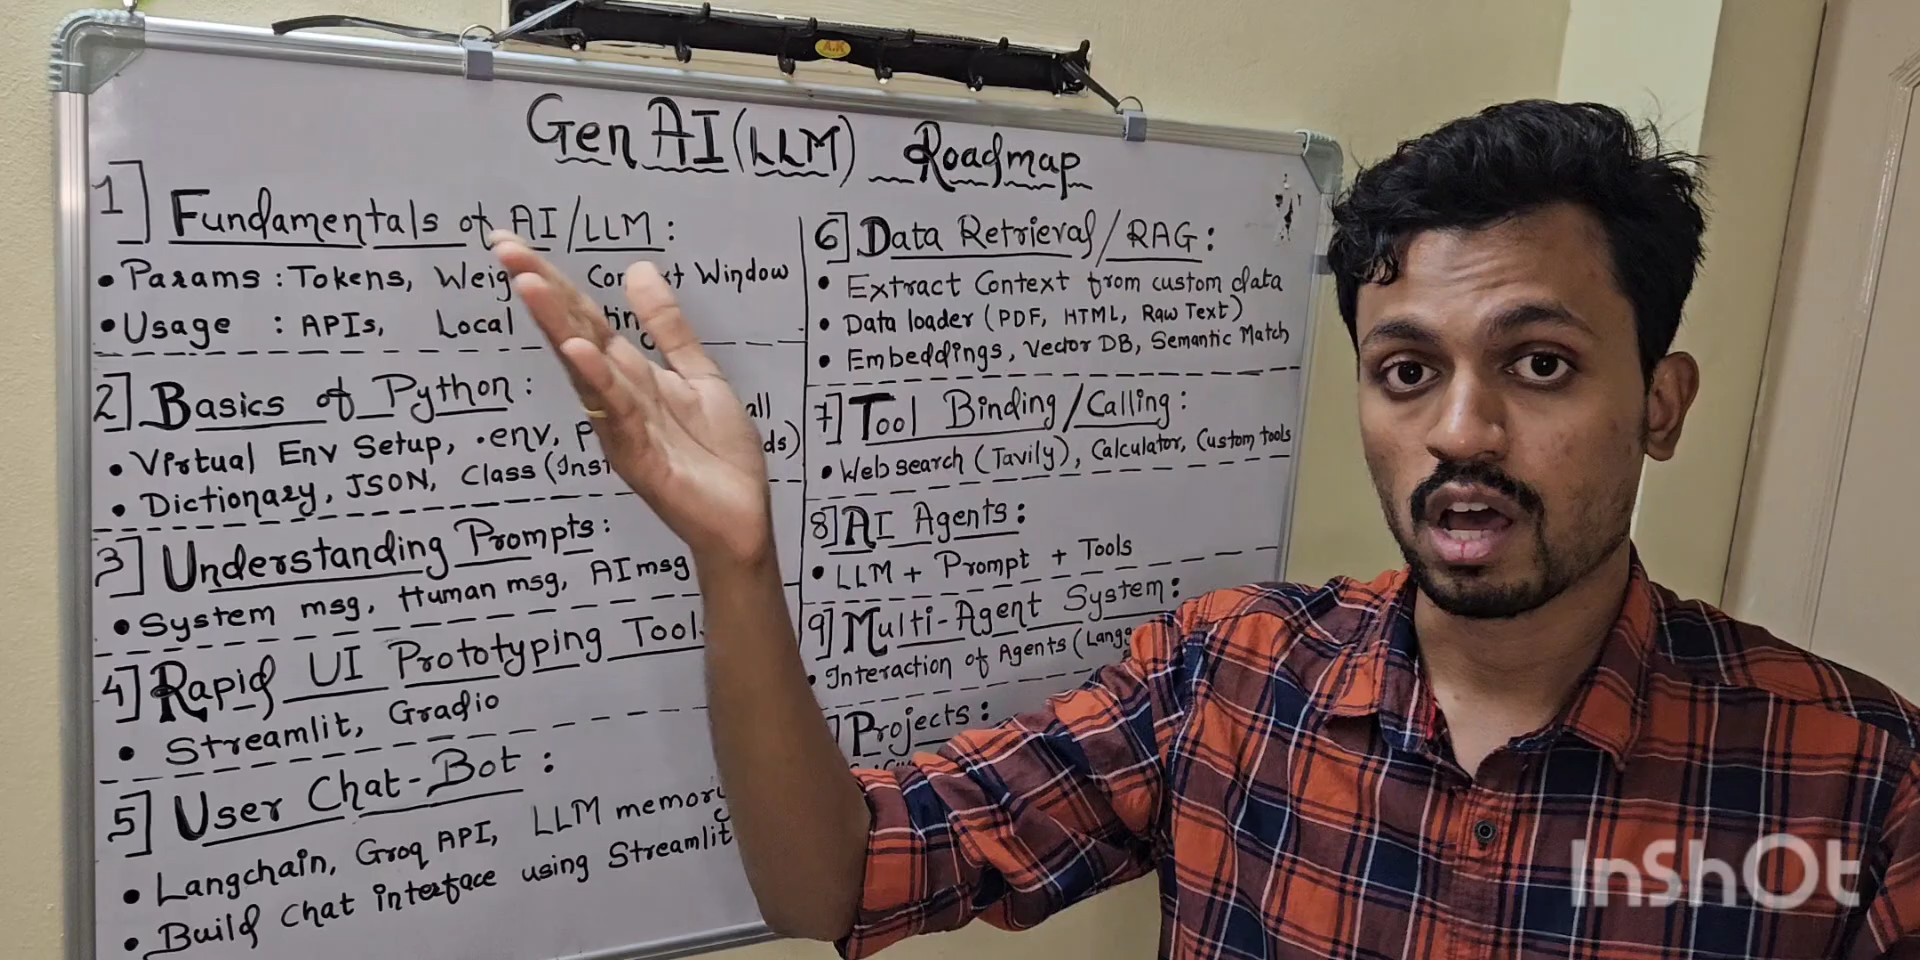 A.K
Gen AI (LLM) Roadmap
1] Fundamentals of AI/LLM:
• Params: Tokens, Window
• Usage : APIs, Local
2] Basics of Python:
• Virtual Env Setup, .env,
• Dictionary, JSON, Class
3] Understanding Prompts:
• System msg, Human msg, AI msg
4] Rapid UI Prototyping
• Streamlit, Gradio
5] User Chat-Bot:
• Langchain, Groq API, LLM memory
• Build Chat interface using Streamlit
6] Data Retrieval/RAG:
• Extract Context from custom data
• Data loader (PDF, HTML, Raw Text)
• Embeddings, Vector DB, Semantic Match
7] Tool Binding/Calling:
• Web search (Tavily), Calculator, Custom tools
8] AI Agents:
• LLM + Prompt + Tools
9] Multi-Agent System:
• Interaction of Agents
Projects:
InShOt